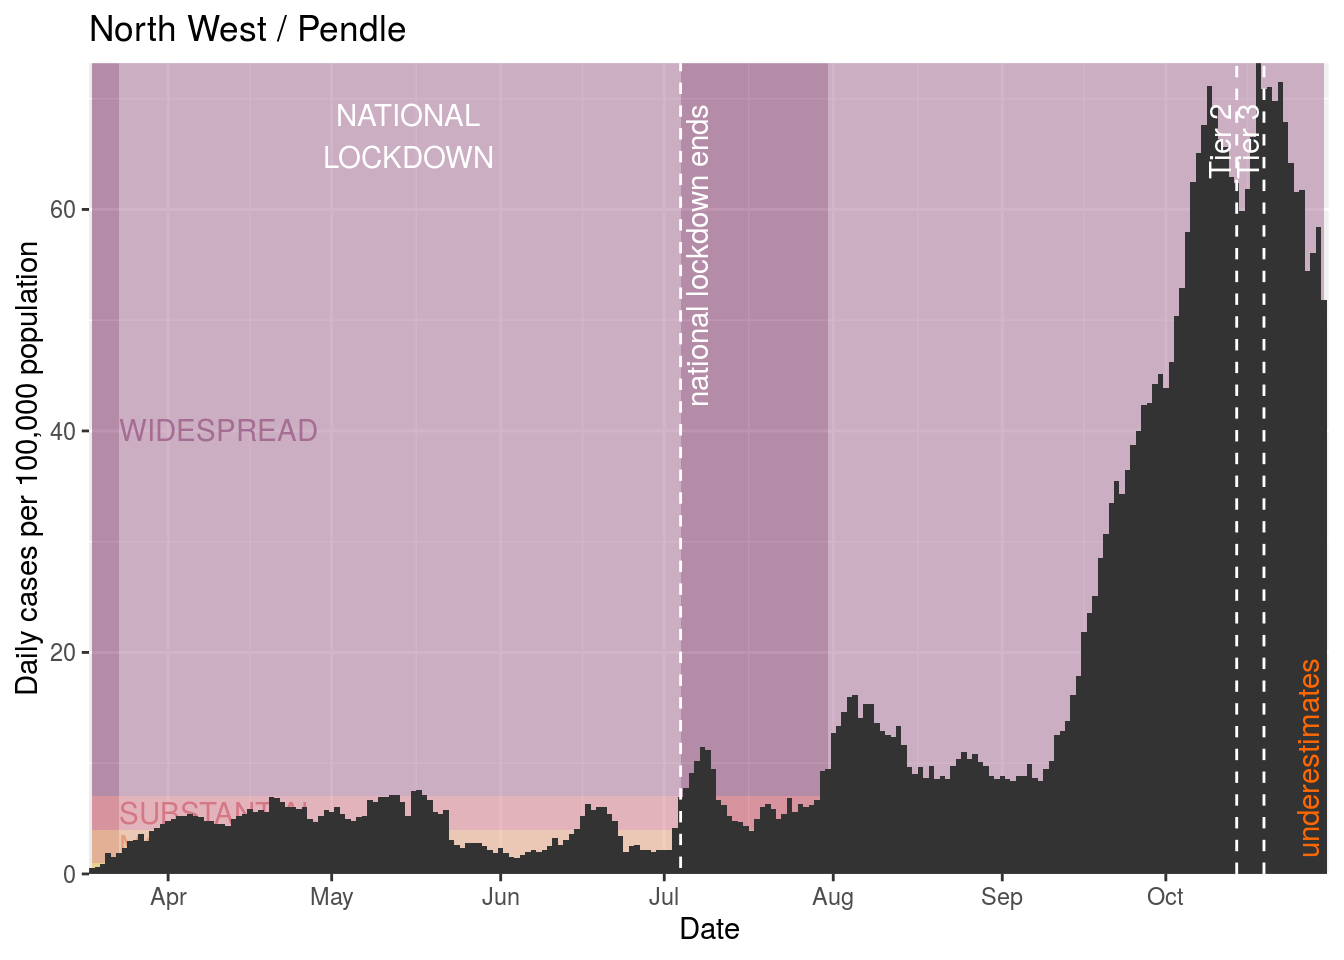 North West / Pendle
NATIONAL
LOCKDOWN
national lockdown ends
Tier 2
Tier 3
WIDESPREAD
underestimates
Daily cases per 100,000 population
60
40
20
0
Apr
May
Jun
Jul
Aug
Sep
Oct
Date